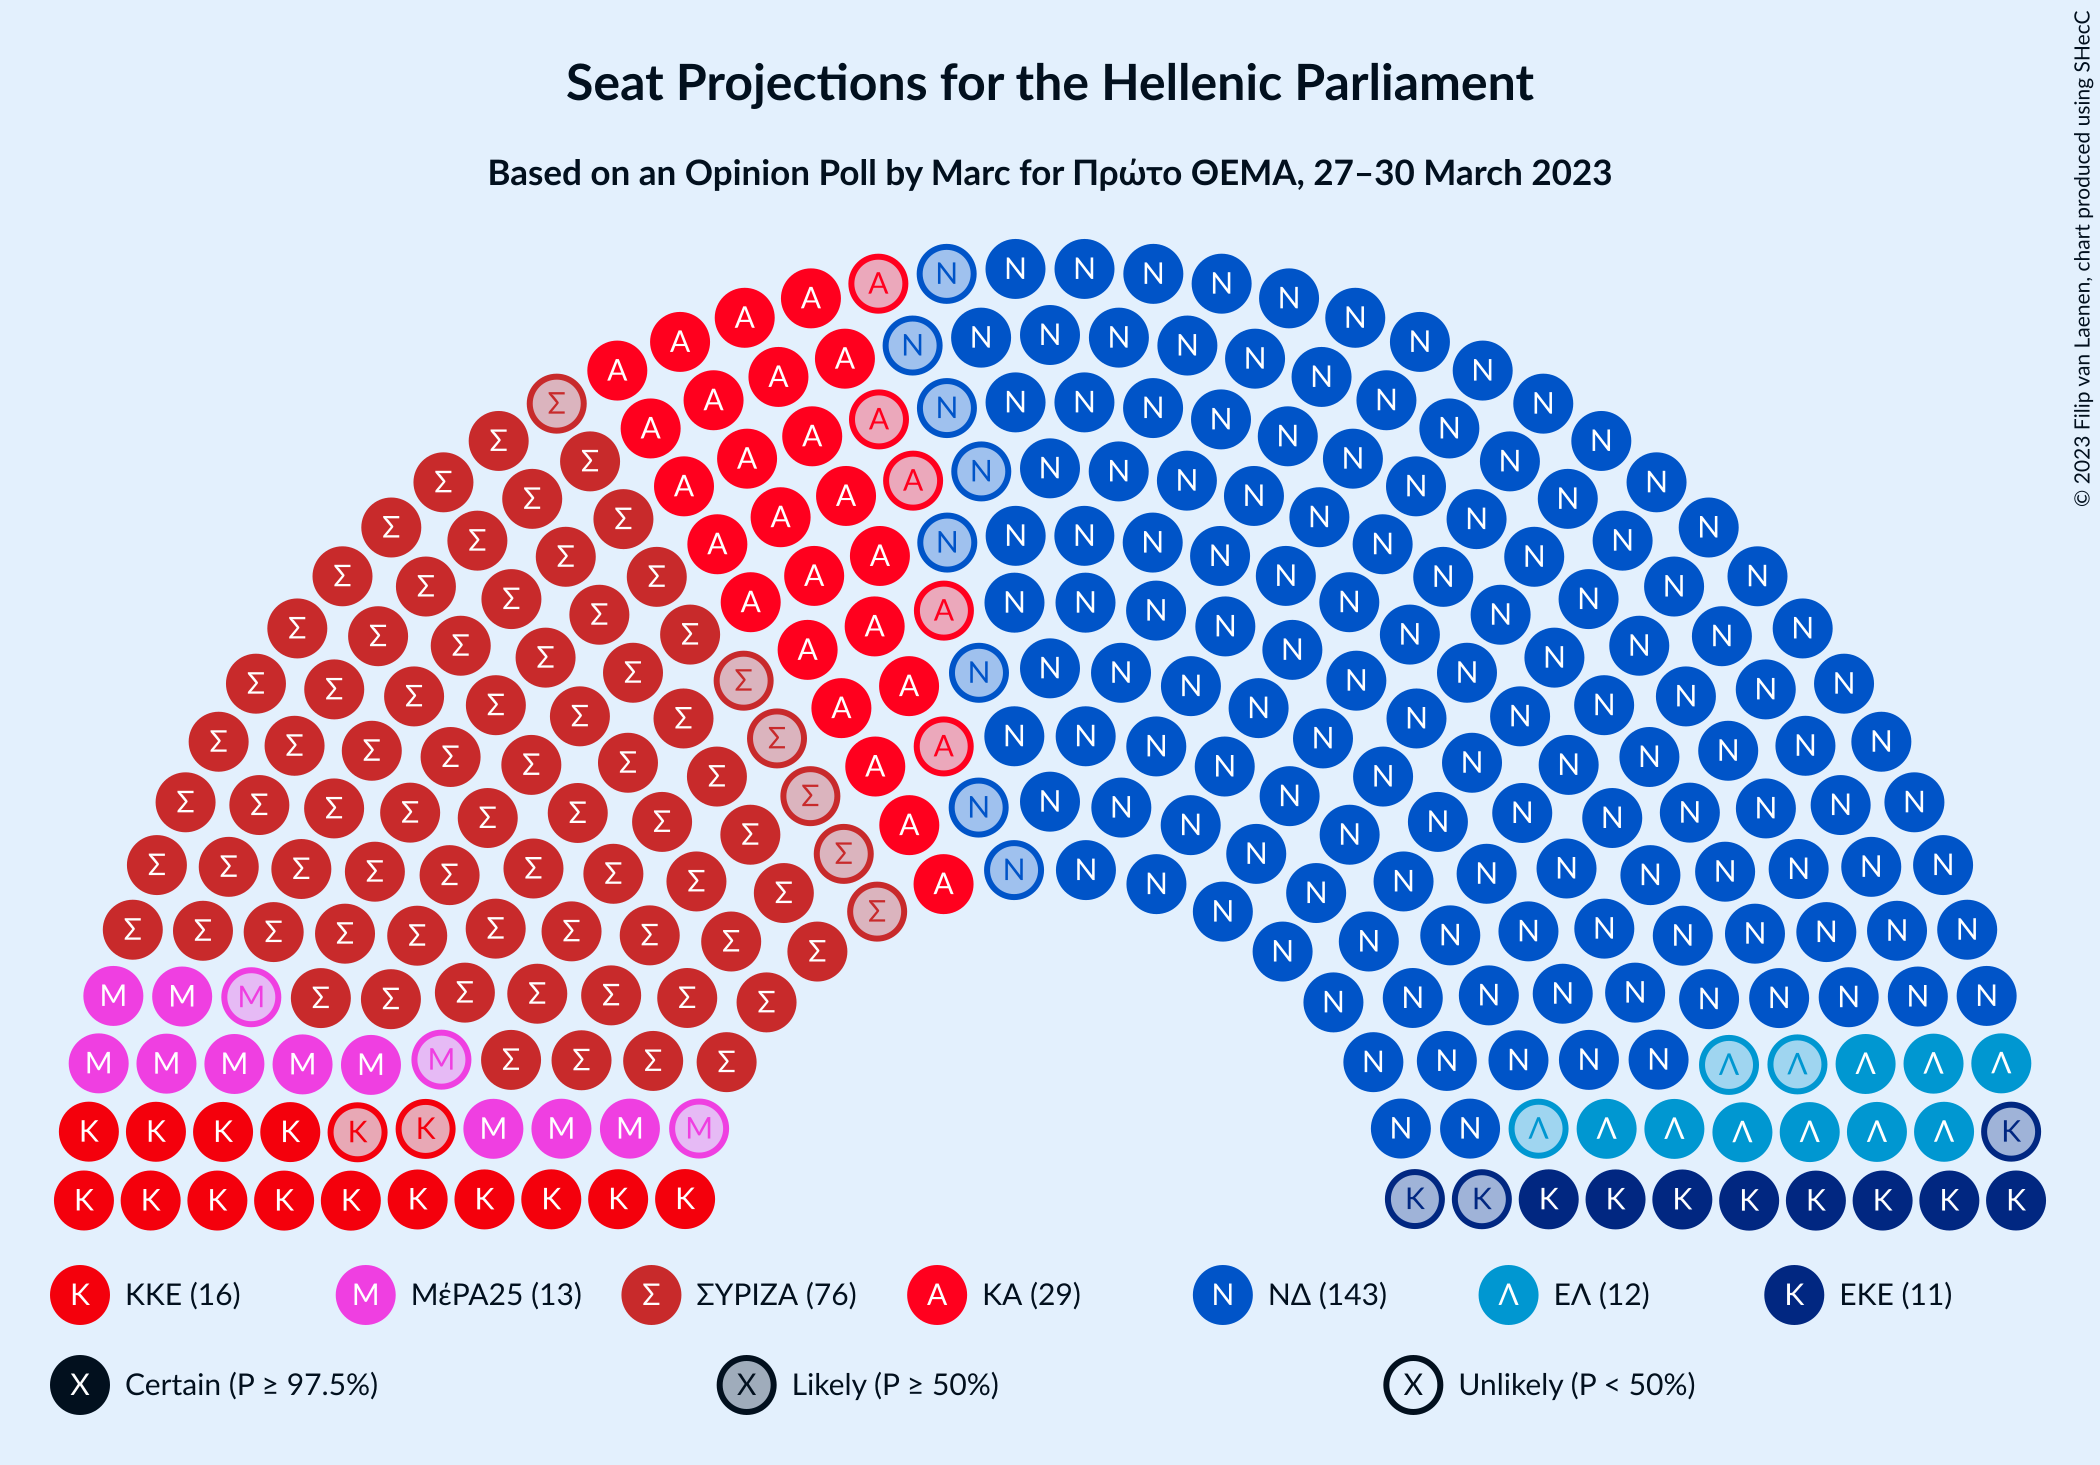 Seat Projections for the Hellenic Parliament
Based on an Opinion Poll by Marc for Πρώτο ΘΕΜΑ, 27–30 March 2023
© 2023 Filip van Laenen, chart produced using SHecC
Κ ΚΚΕ (16) Μ ΜέΡΑ25 (13) Σ ΣΥΡΙΖΑ (76) Α ΚΑ (29) Ν ΝΔ (143) Λ ΕΛ (12) Κ ΕΚΕ (11)
X Certain (P ≥ 97.5%) X Likely (P ≥ 50%) X Unlikely (P < 50%)